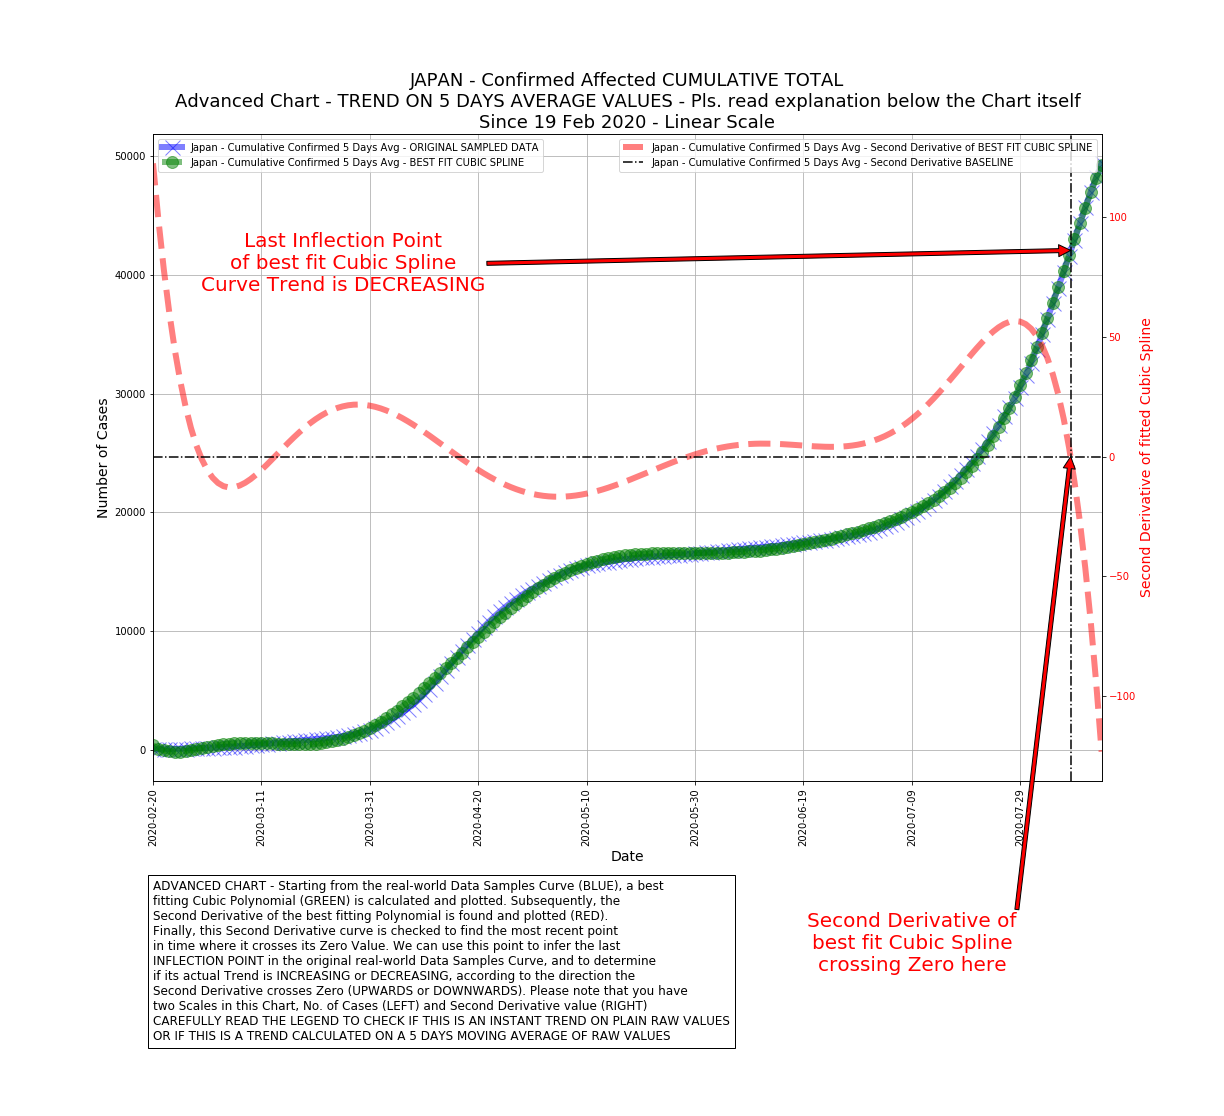 JAPAN - Confirmed Affected CUMULATIVE TOTAL
Advanced Chart - TREND ON 5 DAYS AVERAGE VALUES - Pls. read explanation below the Chart itself
Since 19 Feb 2020 - Linear Scale
Japan - Cumulative Confirmed 5 Days Avg - ORIGINAL SAMPLED DATA
Japan - Cumulative Confirmed 5 Days Avg - BEST FIT CUBIC SPLINE
Japan - Cumulative Confirmed 5 Days Avg - Second Derivative of BEST FIT CUBIC SPLINE
Japan - Cumulative Confirmed 5 Days Avg - Second Derivative BASELINE
Last Inflection Point
of best fit Cubic Spline
Curve Trend is DECREASING
Number of Cases
50000
40000
30000
20000
10000
0
100
50
0
−50
−100
Second Derivative of fitted Cubic Spline
2020-02-20
2020-03-11
2020-03-31
2020-04-20
2020-05-10
2020-05-30
2020-06-19
2020-07-09
2020-07-29
Date
ADVANCED CHART - Starting from the real-world Data Samples Curve (BLUE), a best
fitting Cubic Polynomial (GREEN) is calculated and plotted. Subsequently, the
Second Derivative of the best fitting Polynomial is found and plotted (RED).
Finally, this Second Derivative curve is checked to find the most recent point
in time where it crosses its Zero Value. We can use this point to infer the last
INFLECTION POINT in the original real-world Data Samples Curve, and to determine
if its actual Trend is INCREASING or DECREASING, according to the direction the
Second Derivative crosses Zero (UPWARDS or DOWNWARDS). Please note that you have
two Scales in this Chart, No. of Cases (LEFT) and Second Derivative value (RIGHT)
CAREFULLY READ THE LEGEND TO CHECK IF THIS IS AN INSTANT TREND ON PLAIN RAW VALUES
OR IF THIS IS A TREND CALCULATED ON A 5 DAYS MOVING AVERAGE OF RAW VALUES
Second Derivative of
best fit Cubic Spline
crossing Zero here